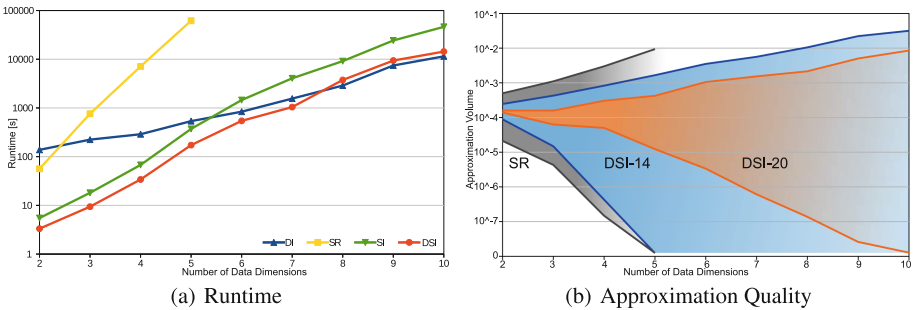 100000
10000
1000
100
10
1
Runtime [s]
2 3 4 5 6 7 8 9 10
DI SR SI DSI
Number of Data Dimensions
(a) Runtime
10^-1
10^-2
10^-3
10^-4
10^-5
10^-6
10^-7
0
Approximation Volume
SR DSI-14 DSI-20
2 3 4 5 6 7 8 9 10
Number of Data Dimensions
(b) Approximation Quality